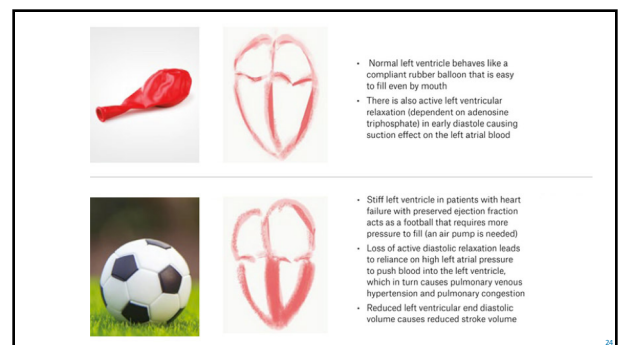 • Normal left ventricle behaves like a
compliant rubber balloon that is easy
to fill even by mouth
• There is also active left ventricular
relaxation (dependent on adenosine
triphosphate) in early diastole causing
suction effect on the left atrial blood
• Stiff left ventricle in patients with heart
failure with preserved ejection fraction
acts as a football that requires more
pressure to fill (an air pump is needed)
• Loss of active diastolic relaxation leads
to reliance on high left atrial pressure
to push blood into the left ventricle,
which in turn causes pulmonary venous
hypertension and pulmonary congestion
• Reduced left ventricular end diastolic
volume causes reduced stroke volume
24